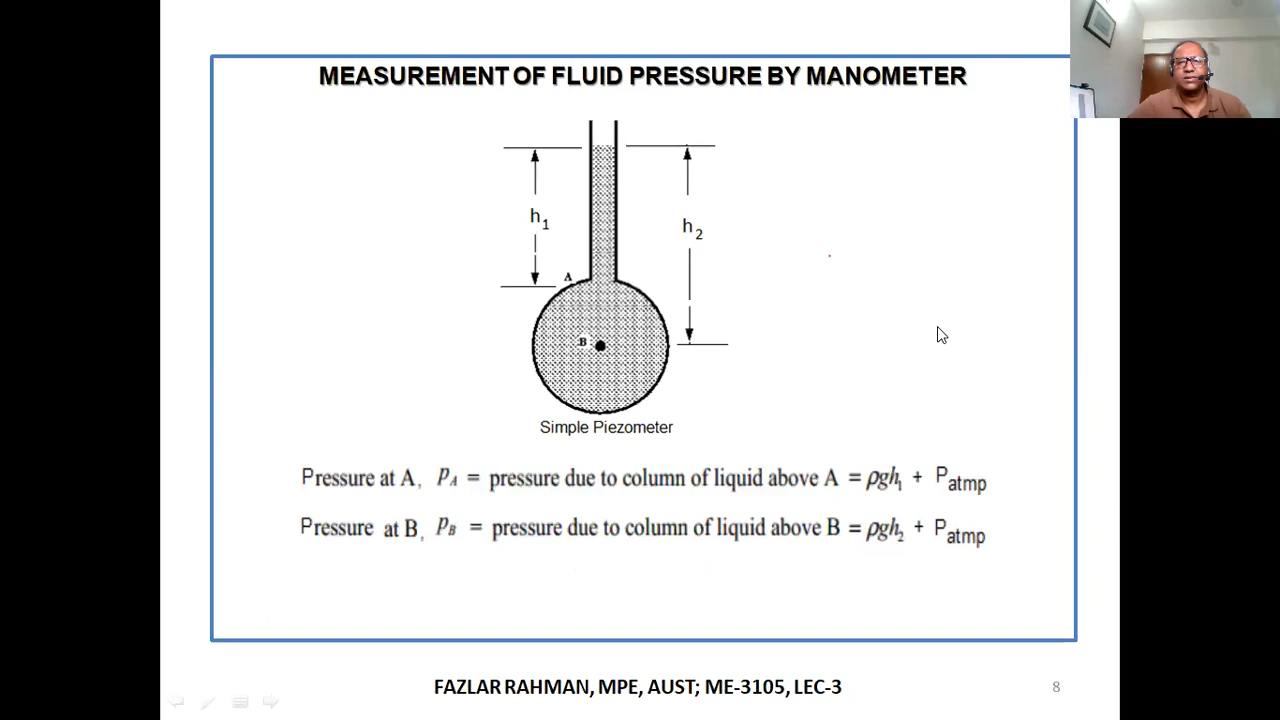 MEASUREMENT OF FLUID PRESSURE BY MANOMETER
h₁
h₂
A
B
Simple Piezometer
Pressure at A, p_A = pressure due to column of liquid above A = ρgh₁ + P_atmp
Pressure at B, p_B = pressure due to column of liquid above B = ρgh₂ + P_atmp
FAZLAR RAHMAN, MPE, AUST; ME-3105, LEC-3
8